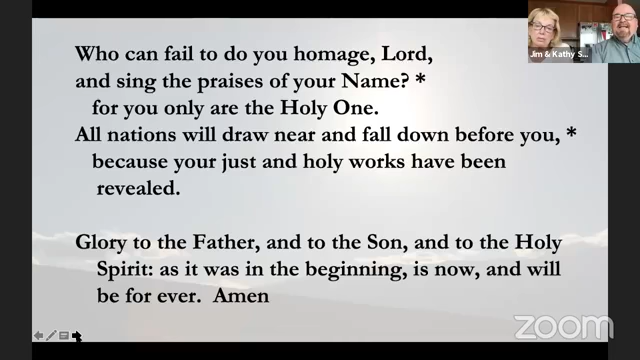 Who can fail to do you homage, Lord,
and sing the praises of your Name? *
for you only are the Holy One.
All nations will draw near and fall down before you, *
because your just and holy works have been
revealed.
Glory to the Father, and to the Son, and to the Holy
Spirit: as it was in the beginning, is now, and will
be for ever. Amen
Jim & Kathy S...
zoom